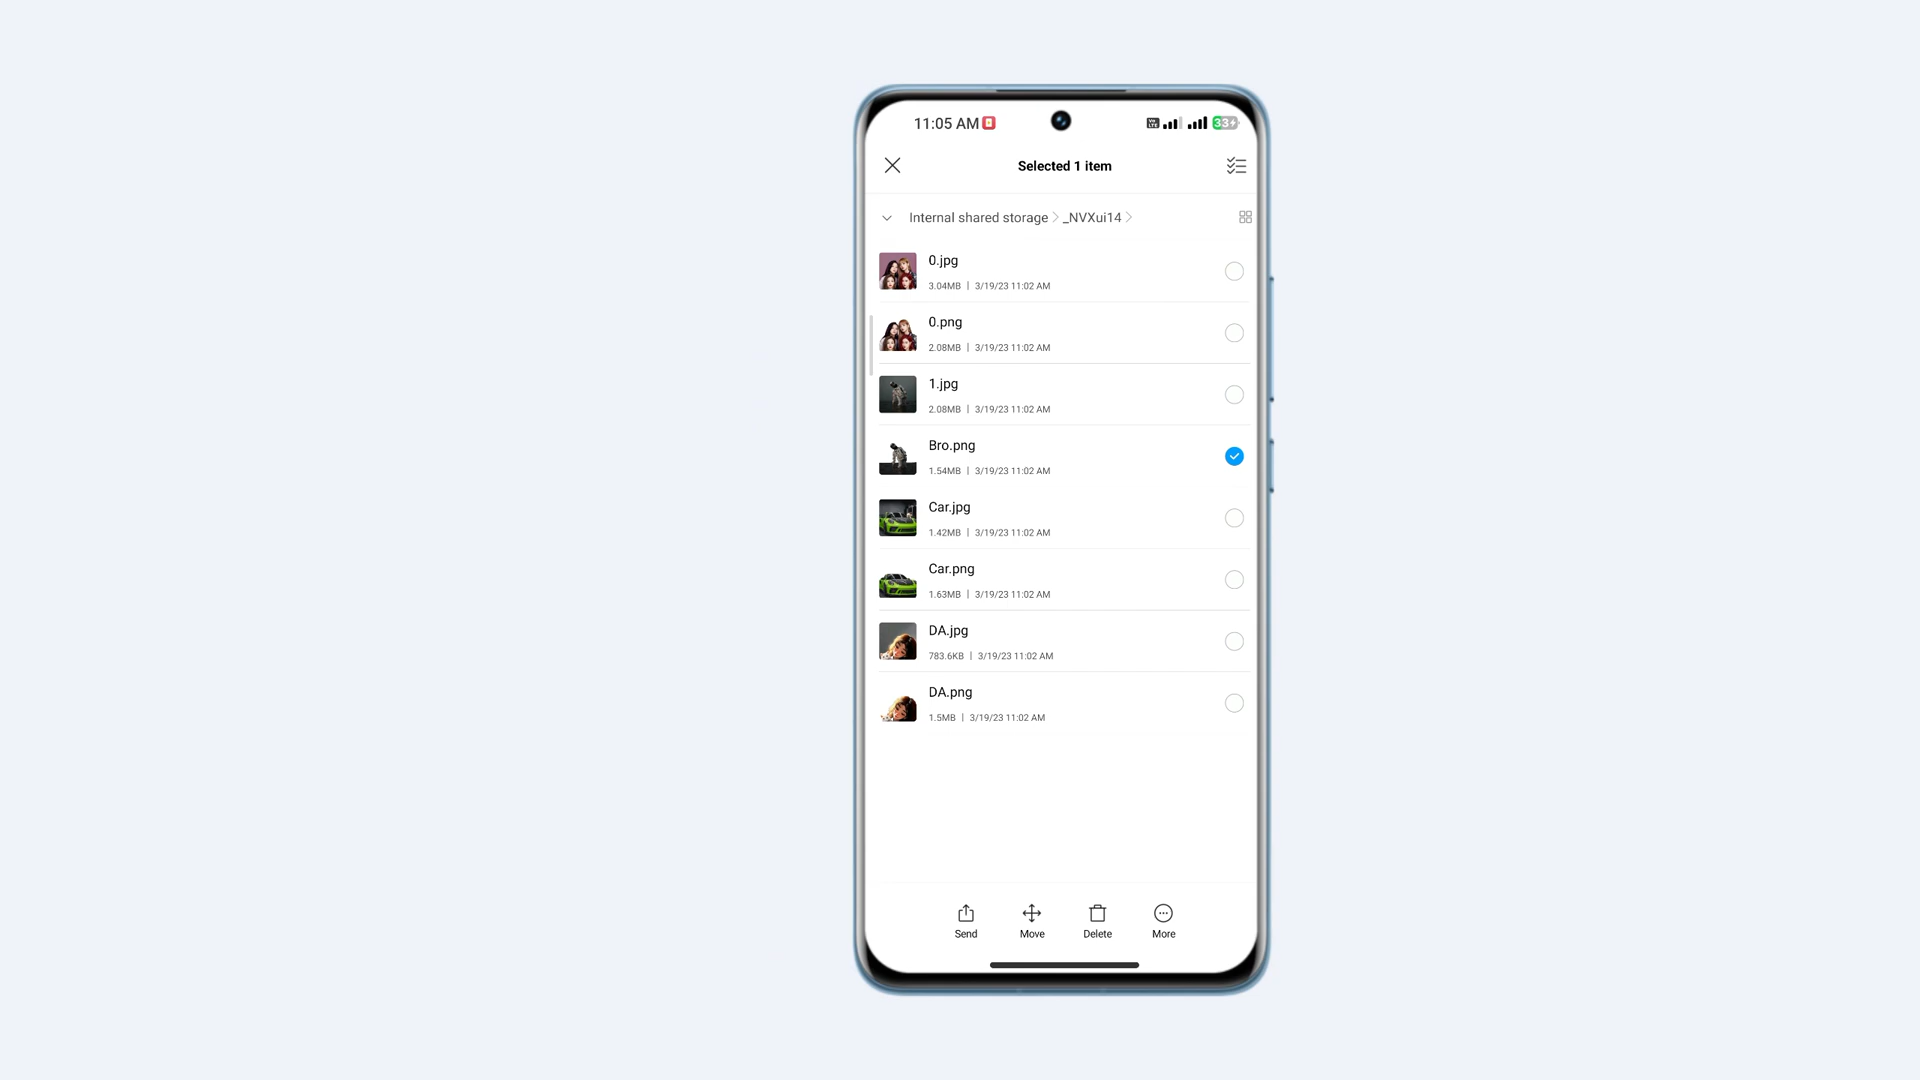 11:05 AM
33
Selected 1 item
Internal shared storage > _NVXui14 >
0.jpg
3.04MB | 3/19/23 11:02 AM
0.png
2.08MB | 3/19/23 11:02 AM
1.jpg
2.08MB | 3/19/23 11:02 AM
Bro.png
1.54MB | 3/19/23 11:02 AM
Car.jpg
1.42MB | 3/19/23 11:02 AM
Car.png
1.63MB | 3/19/23 11:02 AM
DA.jpg
783.6KB | 3/19/23 11:02 AM
DA.png
1.5MB | 3/19/23 11:02 AM
Send Move Delete More